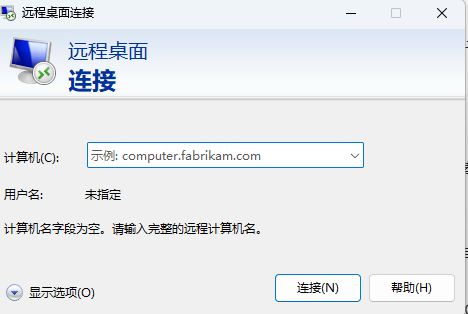 远程桌面连接
远程桌面
连接
计算机(C):
示例: computer.fabrikam.com
用户名:
未指定
计算机名字段为空。请输入完整的远程计算机名。
显示选项(O)
连接(N)
帮助(H)